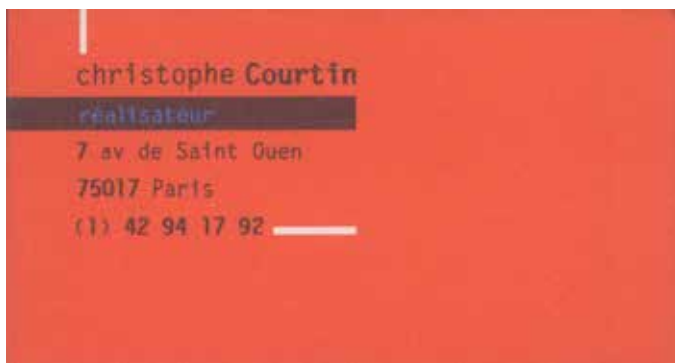 christophe Courtin
réalisateur
7 av de Saint Ouen
75017 Paris
(1) 42 94 17 92